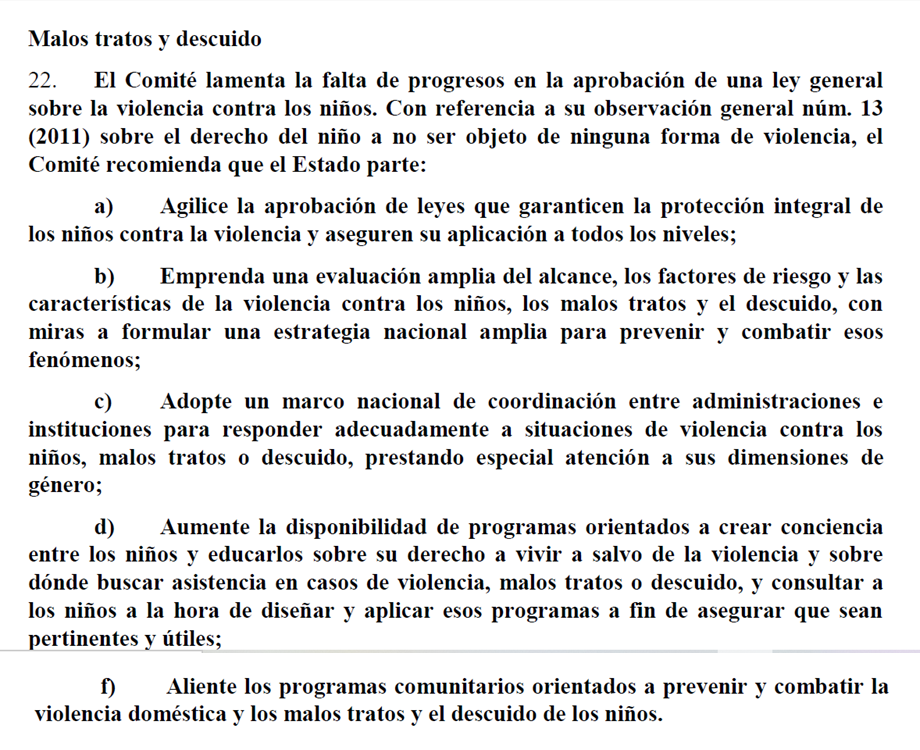 Malos tratos y descuido
22. El Comité lamenta la falta de progresos en la aprobación de una ley general
sobre la violencia contra los niños. Con referencia a su observación general núm. 13
(2011) sobre el derecho del niño a no ser objeto de ninguna forma de violencia, el
Comité recomienda que el Estado parte:
a) Agilice la aprobación de leyes que garanticen la protección integral de
los niños contra la violencia y aseguren su aplicación a todos los niveles;
b) Emprenda una evaluación amplia del alcance, los factores de riesgo y las
características de la violencia contra los niños, los malos tratos y el descuido, con
miras a formular una estrategia nacional amplia para prevenir y combatir esos
fenómenos;
c) Adopte un marco nacional de coordinación entre administraciones e
instituciones para responder adecuadamente a situaciones de violencia contra los
niños, malos tratos o descuido, prestando especial atención a sus dimensiones de
género;
d) Aumente la disponibilidad de programas orientados a crear conciencia
entre los niños y educarlos sobre su derecho a vivir a salvo de la violencia y sobre
dónde buscar asistencia en casos de violencia, malos tratos o descuido, y consultar a
los niños a la hora de diseñar y aplicar esos programas a fin de asegurar que sean
pertinentes y útiles;
f) Aliente los programas comunitarios orientados a prevenir y combatir la
violencia doméstica y los malos tratos y el descuido de los niños.